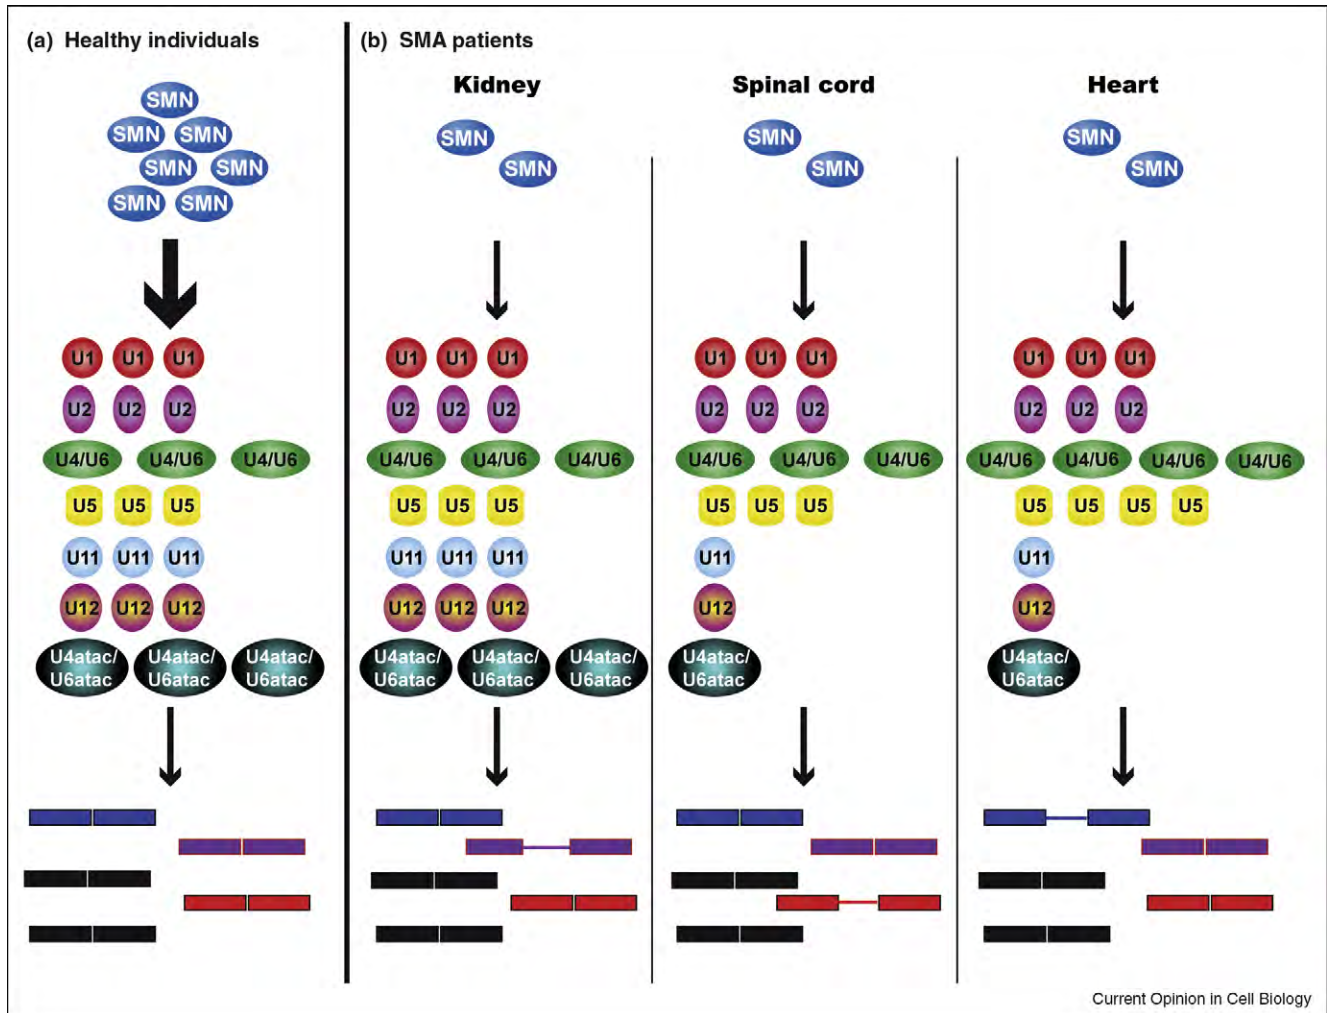 (a) Healthy individuals
(b) SMA patients
Kidney
Spinal cord
Heart
SMN
SMN SMN
SMN SMN
SMN SMN
SMN
SMN
SMN
SMN
SMN
SMN
U1 U1 U1
U1 U1 U1
U1 U1 U1
U1 U1 U1
U2 U2 U2
U2 U2 U2
U2 U2 U2
U2 U2 U2
U4/U6 U4/U6 U4/U6
U4/U6 U4/U6 U4/U6
U4/U6 U4/U6 U4/U6
U4/U6 U4/U6 U4/U6 U4/U6
U5 U5 U5
U5 U5 U5
U5 U5 U5
U5 U5 U5 U5
U11 U11 U11
U11 U11 U11
U11
U11
U12 U12 U12
U12 U12 U12
U12
U12
U4atac/ U4atac/ U4atac/
U6atac U6atac U6atac
U4atac/ U4atac/ U4atac/
U6atac U6atac U6atac
U4atac/
U6atac
U4atac/
U6atac
Current Opinion in Cell Biology